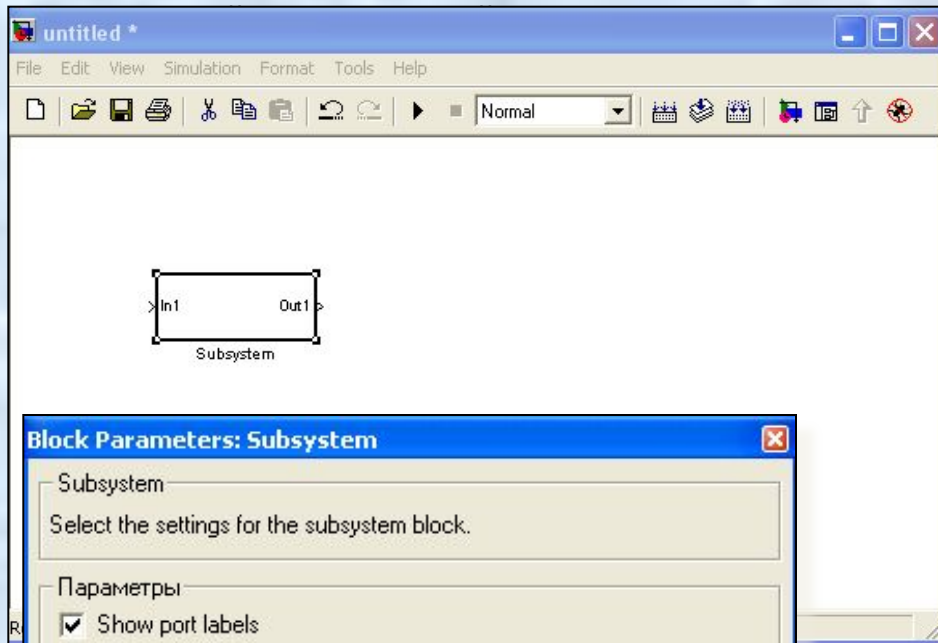 untitled *
File Edit View Simulation Format Tools Help
Normal
In1 Out1
Subsystem
Block Parameters: Subsystem
Subsystem
Select the settings for the subsystem block.
Параметры
Show port labels